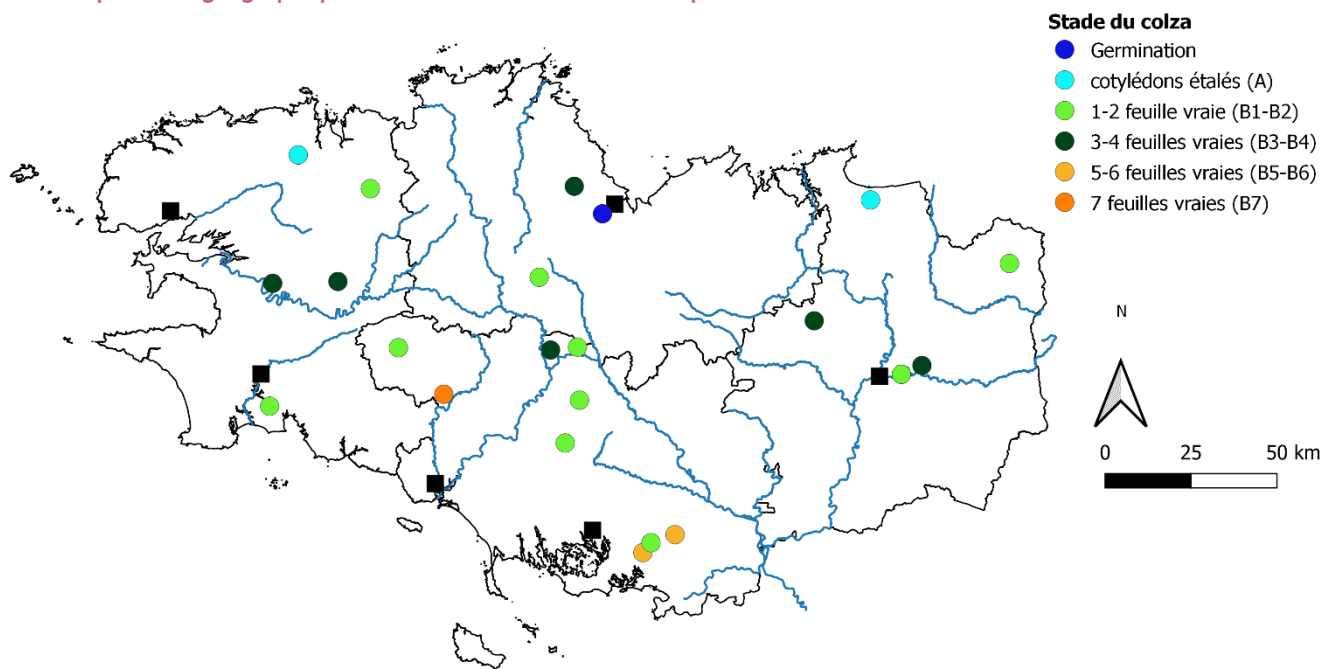 Stade du colza
Germination
cotylédons étalés (A)
1-2 feuille vraie (B1-B2)
3-4 feuilles vraies (B3-B4)
5-6 feuilles vraies (B5-B6)
7 feuilles vraies (B7)
N
0 25 50 km